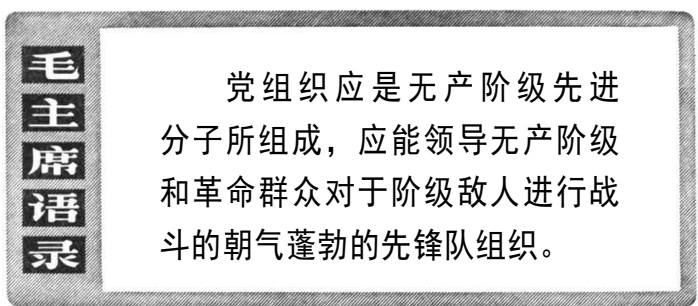 毛主席语录
党组织应是无产阶级先进
分子所组成，应能领导无产阶级
和革命群众对于阶级敌人进行战
斗的朝气蓬勃的先锋队组织。